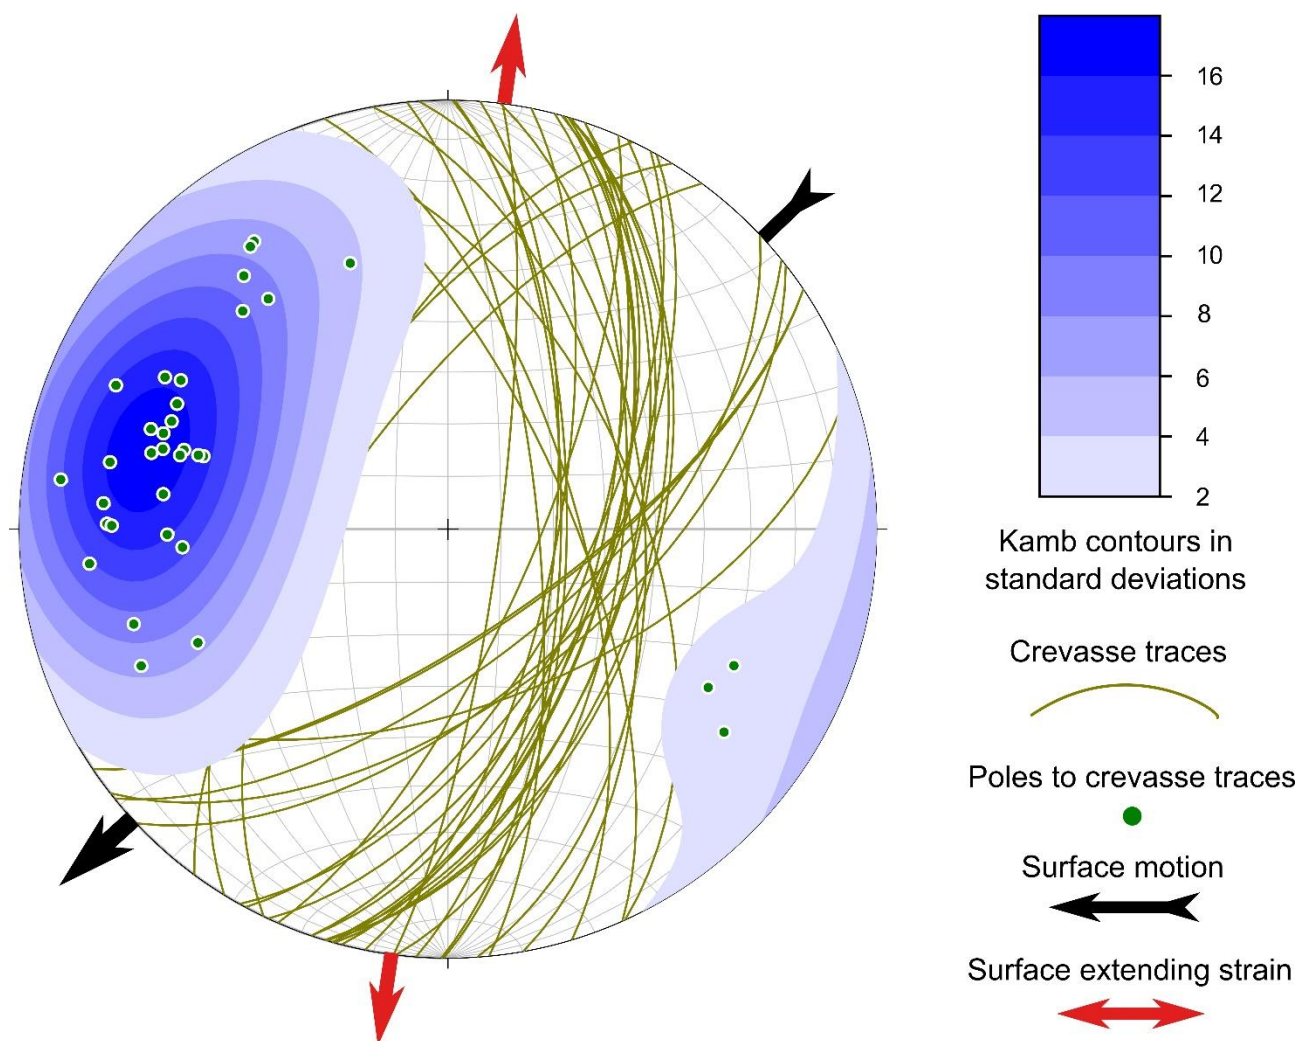 16
14
12
10
8
6
4
2
Kamb contours in
standard deviations
Crevasse traces
Poles to crevasse traces
Surface motion
Surface extending strain